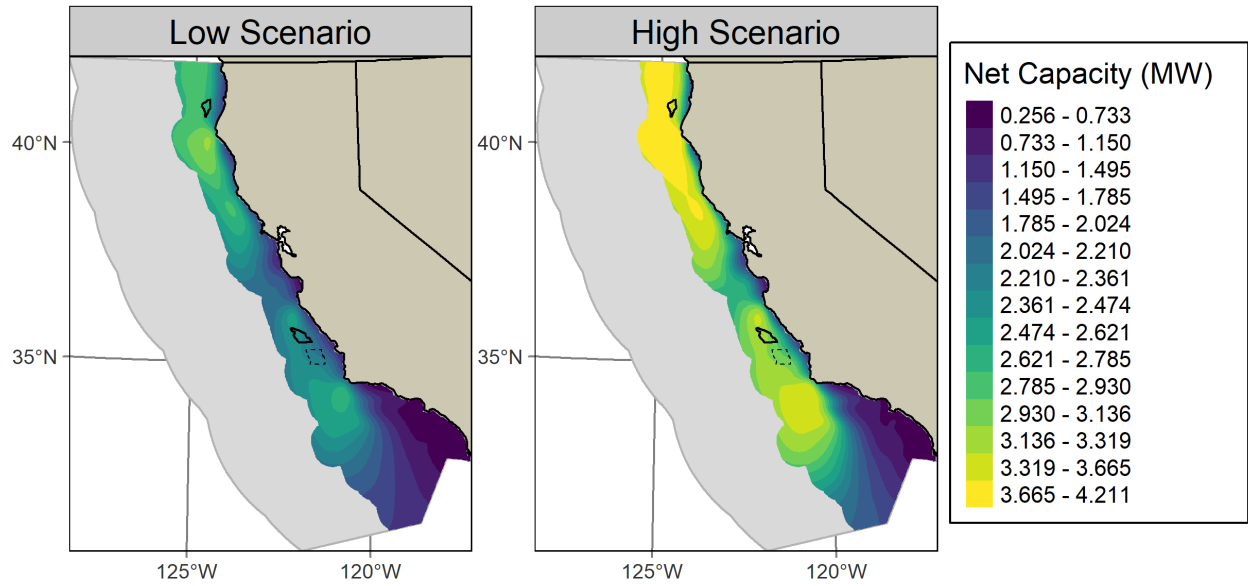 Low Scenario
High Scenario
Net Capacity (MW)
0.256 - 0.733
0.733 - 1.150
1.150 - 1.495
1.495 - 1.785
1.785 - 2.024
2.024 - 2.210
2.210 - 2.361
2.361 - 2.474
2.474 - 2.621
2.621 - 2.785
2.785 - 2.930
2.930 - 3.136
3.136 - 3.319
3.319 - 3.665
3.665 - 4.211
40°N
35°N
125°W
120°W
40°N
35°N
125°W
120°W